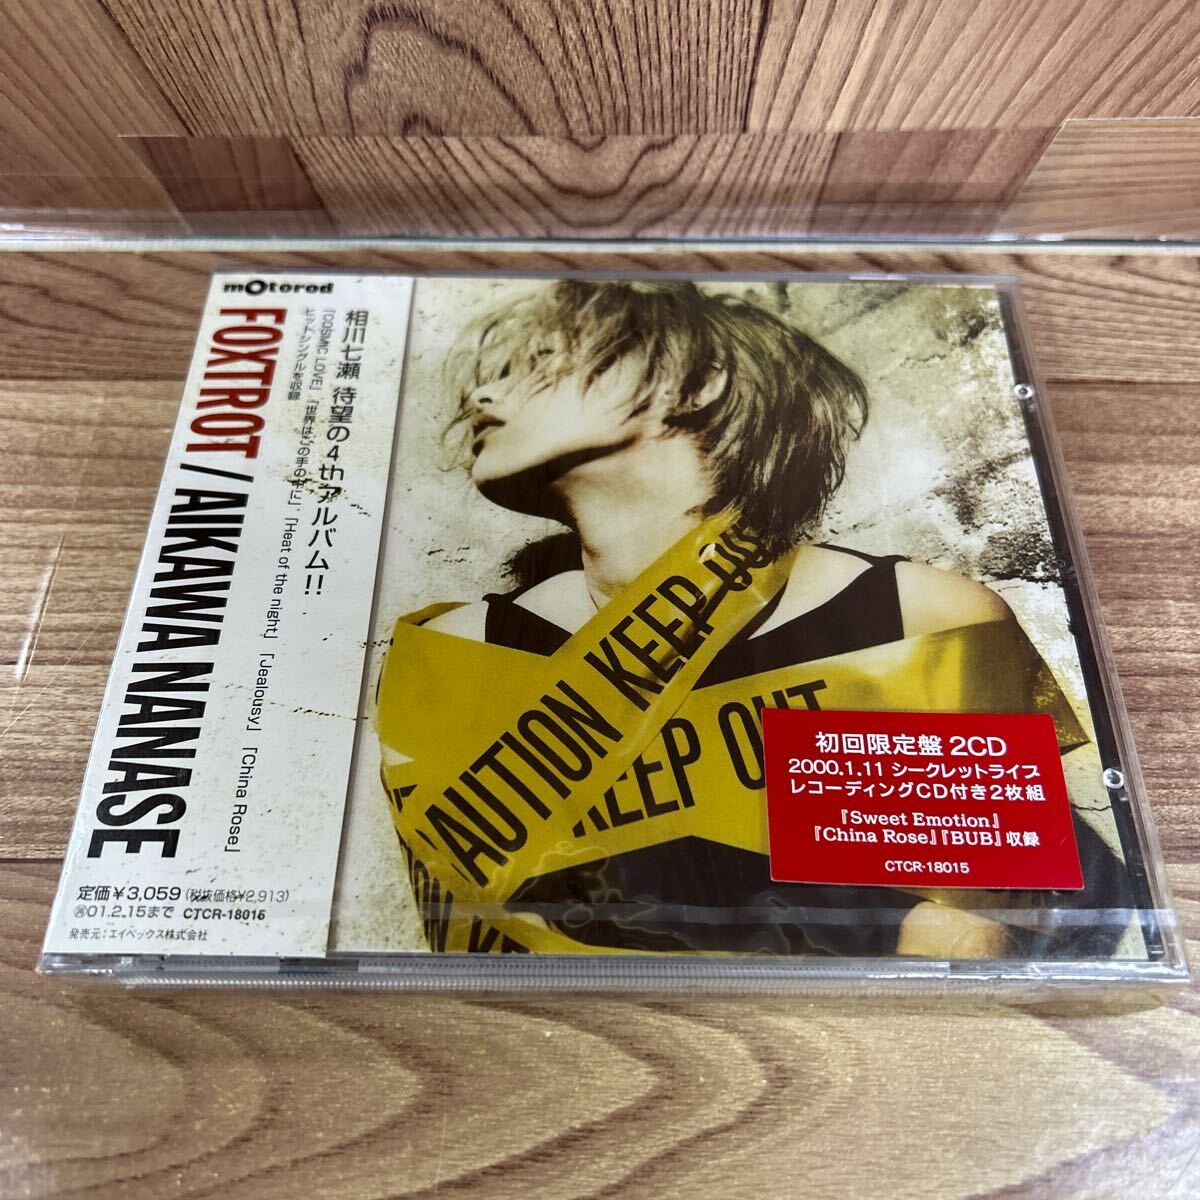 mOtorod
FOXTROT / AIKAWA NANASE
相川七瀬 待望の4thアルバム!!
「COSMIC LOVE」「世界はこの手の中に」「Heat of the night」「Jealousy」「China Rose」
ヒットシングルを収録
定価¥3,059(税抜価格¥2,913)
01.2.15まで CTCR-18015
発売元:エイベックス株式会社
CAUTION KEEP OU
KEEP OUT
初回限定盤 2CD
2000.1.11 シークレットライブ
レコーディングCD付き2枚組
『Sweet Emotion』
『China Rose』『BUB』収録
CTCR-18015